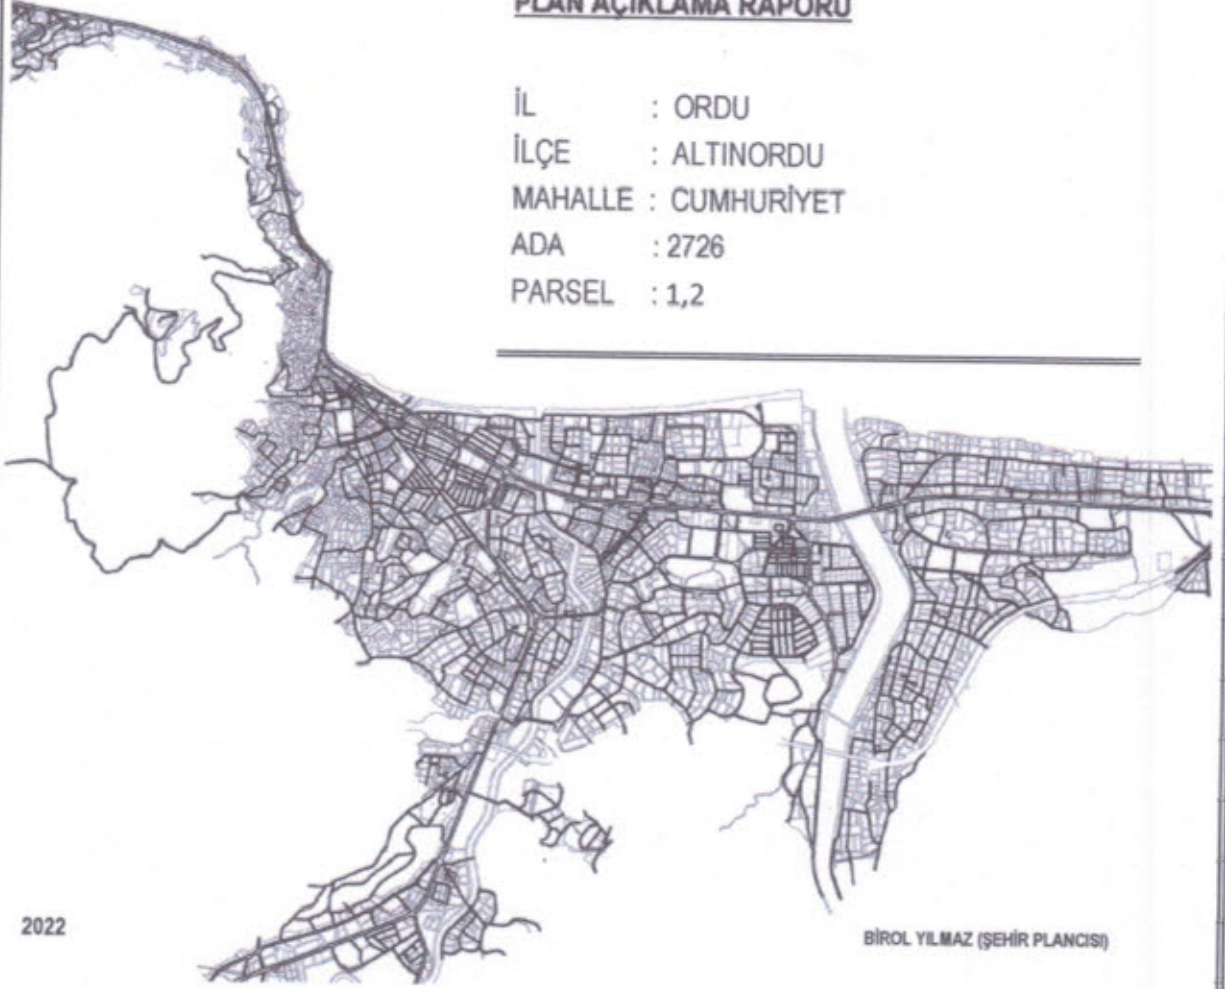 PLAN AÇIKLAMA RAPORU
İL : ORDU
İLÇE : ALTINORDU
MAHALLE : CUMHURİYET
ADA : 2726
PARSEL : 1,2
2022
BİROL YILMAZ (ŞEHİR PLANCISI)